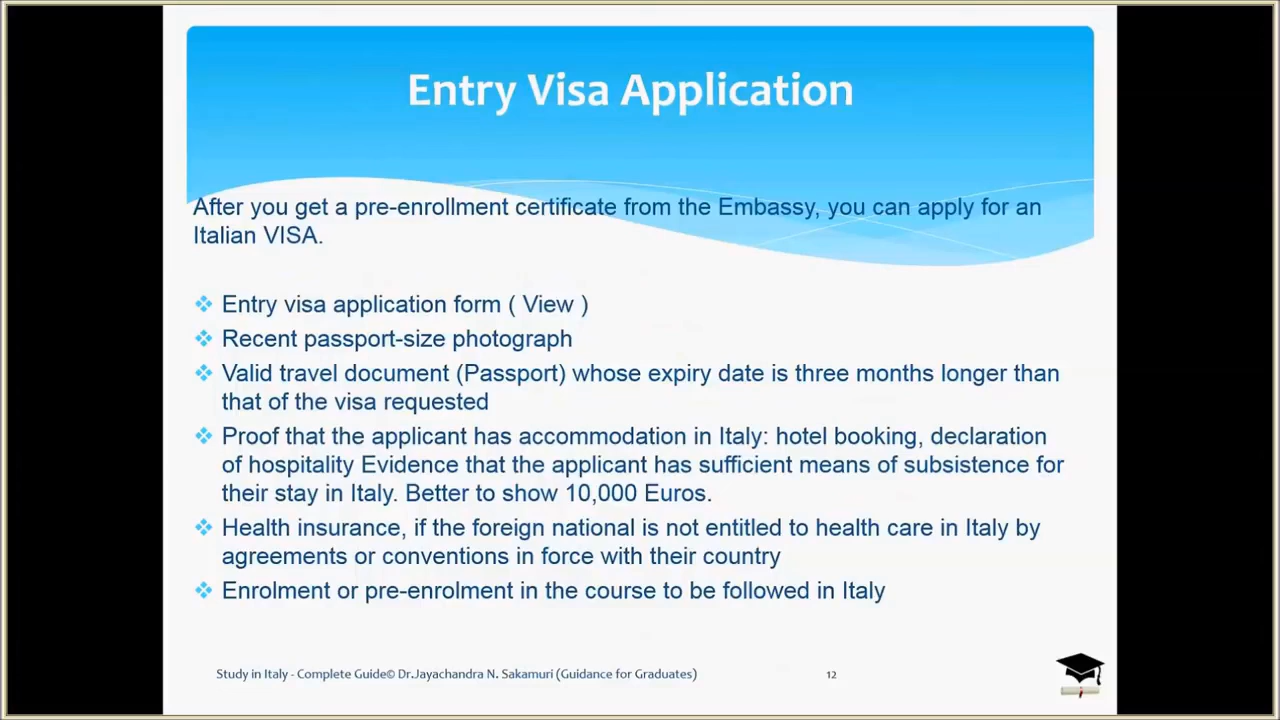 Entry Visa Application
After you get a pre-enrollment certificate from the Embassy, you can apply for an
Italian VISA.
Entry visa application form ( View )
Recent passport-size photograph
Valid travel document (Passport) whose expiry date is three months longer than
that of the visa requested
Proof that the applicant has accommodation in Italy: hotel booking, declaration
of hospitality Evidence that the applicant has sufficient means of subsistence for
their stay in Italy. Better to show 10,000 Euros.
Health insurance, if the foreign national is not entitled to health care in Italy by
agreements or conventions in force with their country
Enrolment or pre-enrolment in the course to be followed in Italy
Study in Italy - Complete Guide© Dr.Jayachandra N. Sakamuri (Guidance for Graduates)
12